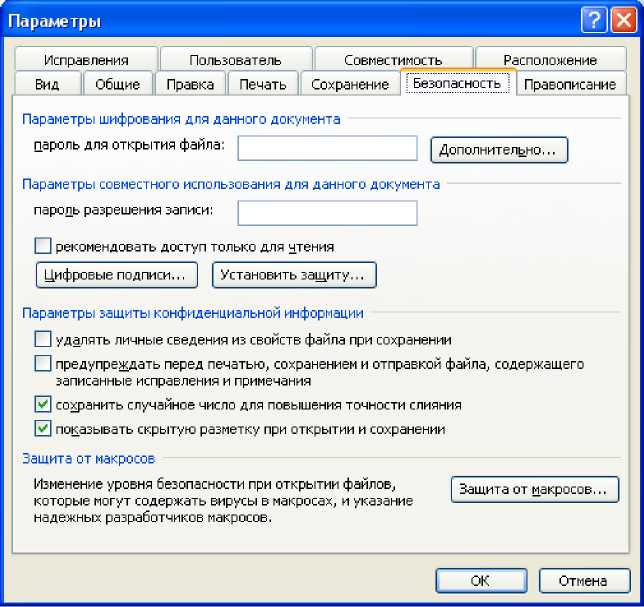 Параметры
Исправления Пользователь Совместимость Расположение
Вид Общие Правка Печать Сохранение Безопасность Правописание
Параметры шифрования для данного документа
пароль для открытия файла: Дополнительно...
Параметры совместного использования для данного документа
пароль разрешения записи:
рекомендовать доступ только для чтения
Цифровые подписи... Установить защиту...
Параметры защиты конфиденциальной информации
удалять личные сведения из свойств файла при сохранении
предупреждать перед печатью, сохранением и отправкой файла, содержащего
записанные исправления и примечания
сохранить случайное число для повышения точности слияния
показывать скрытую разметку при открытии и сохранении
Защита от макросов
Изменение уровня безопасности при открытии файлов,
которые могут содержать вирусы в макросах, и указание
надежных разработчиков макросов.
Защита от макросов...
ОК Отмена